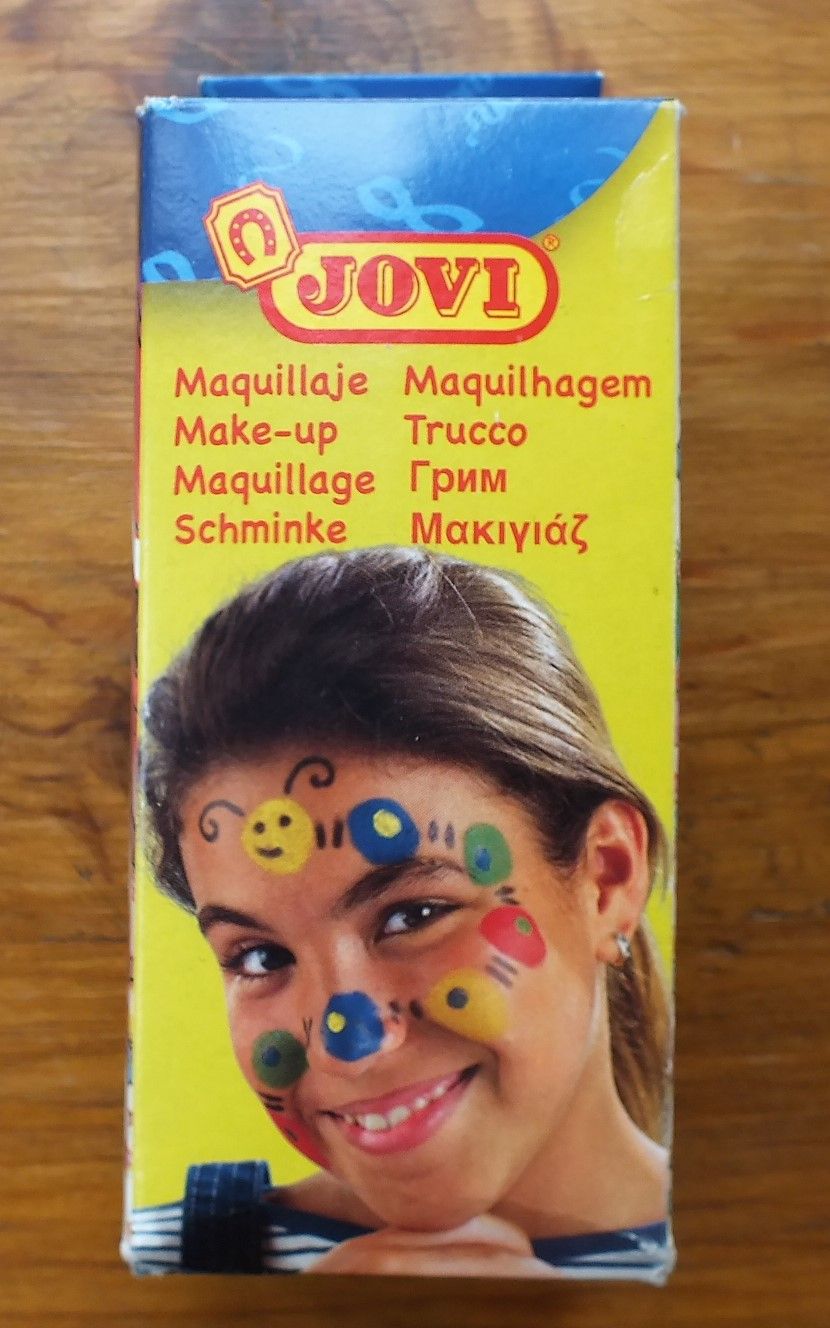 JOVI®
Maquillaje
Make-up
Maquillage
Schminke
Maquilhagem
Trucco
Грим
Μακιγιάζ